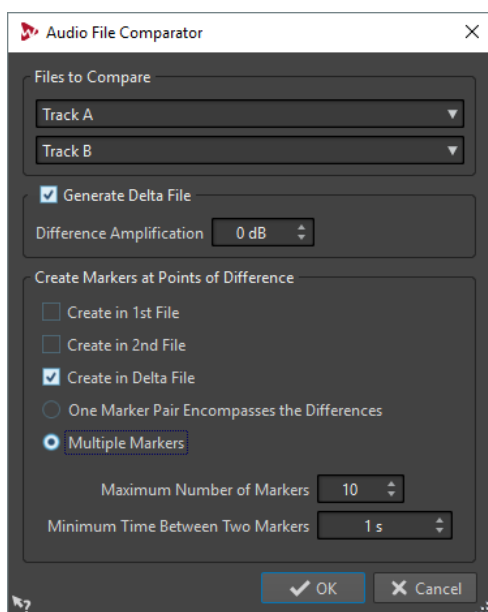 Audio File Comparator
Files to Compare
Track A
Track B
Generate Delta File
Difference Amplification 0 dB
Create Markers at Points of Difference
Create in 1st File
Create in 2nd File
Create in Delta File
One Marker Pair Encompasses the Differences
Multiple Markers
Maximum Number of Markers 10
Minimum Time Between Two Markers 1 s
OK Cancel
?